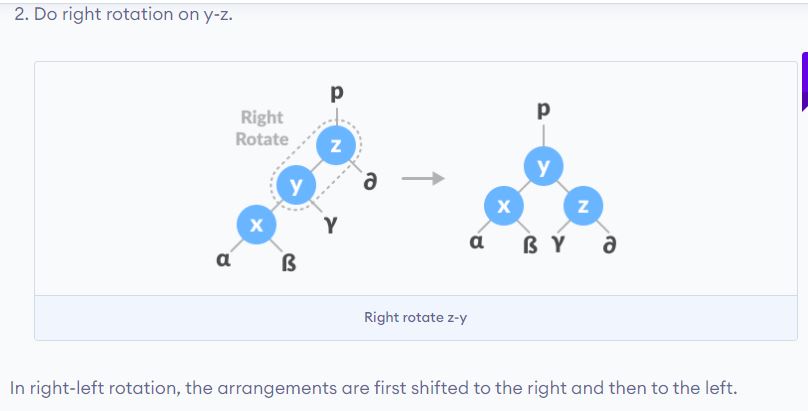 2. Do right rotation on y-z.
Right
Rotate
p
z
y
∂
x
γ
α
ß
p
y
x
z
α
ß
γ
∂
Right rotate z-y
In right-left rotation, the arrangements are first shifted to the right and then to the left.